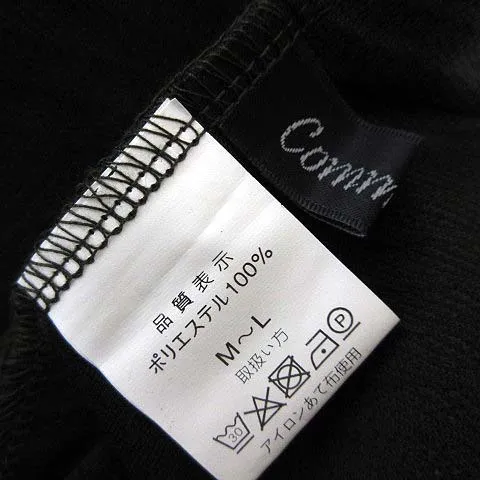 Comm
品質表示
ポリエステル100%
M～L
取扱い方
30 P
アイロンあて布使用